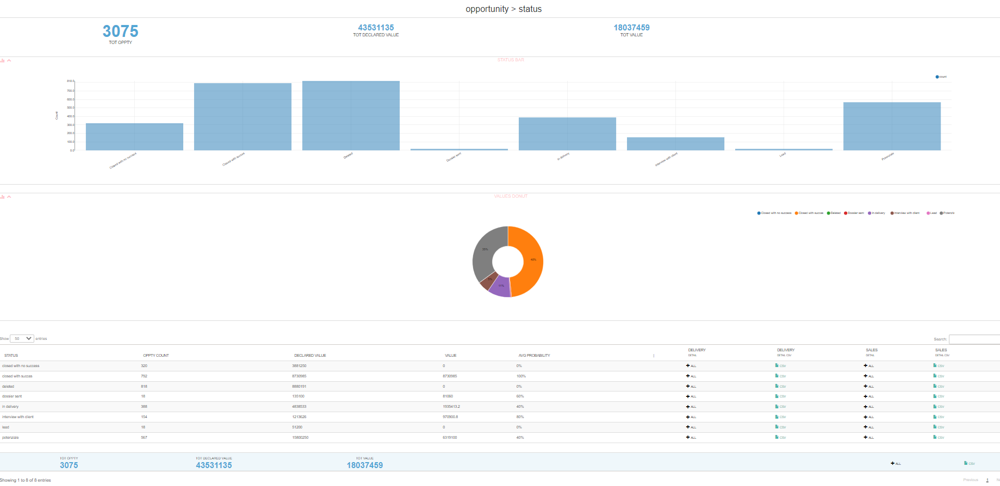 opportunity > status
3075
TOT OPPTY
43531135
TOT DECLARED VALUE
18037459
TOT VALUE
STATUS BAR
count
Count
818.0
700.0
600.0
500.0
400.0
300.0
200.0
100.0
0.0
Closed with no success
Closed with succes
Deleted
Dossier sent
In delivery
Interview with client
Lead
Potenziale
VALUES DONUT
Closed with no success Closed with succes Deleted Dossier sent In delivery Interview with client Lead Potenzia
35%
48%
5%
11%
Show 50 entries
Search:
STATUS OPPTY COUNT DECLARED VALUE VALUE AVG PROBABILITY DELIVERY DELIVERY SALES SALES
DETAIL DETAIL CSV DETAIL DETAIL CSV
closed with no success 320 3881250 0 0% ALL CSV ALL CSV
closed with succes 792 8730985 8730985 100% ALL CSV ALL CSV
deleted 818 8880191 0 0% ALL CSV ALL CSV
dossier sent 18 135100 81060 60% ALL CSV ALL CSV
in delivery 388 4838533 1935413.2 40% ALL CSV ALL CSV
interview with client 154 1213626 970900.8 80% ALL CSV ALL CSV
lead 18 51200 0 0% ALL CSV ALL CSV
potenziale 567 15800250 6319100 40% ALL CSV ALL CSV
TOT OPPTY TOT DECLARED VALUE TOT VALUE
3075 43531135 18037459 ALL CSV
Showing 1 to 8 of 8 entries
Previous 1